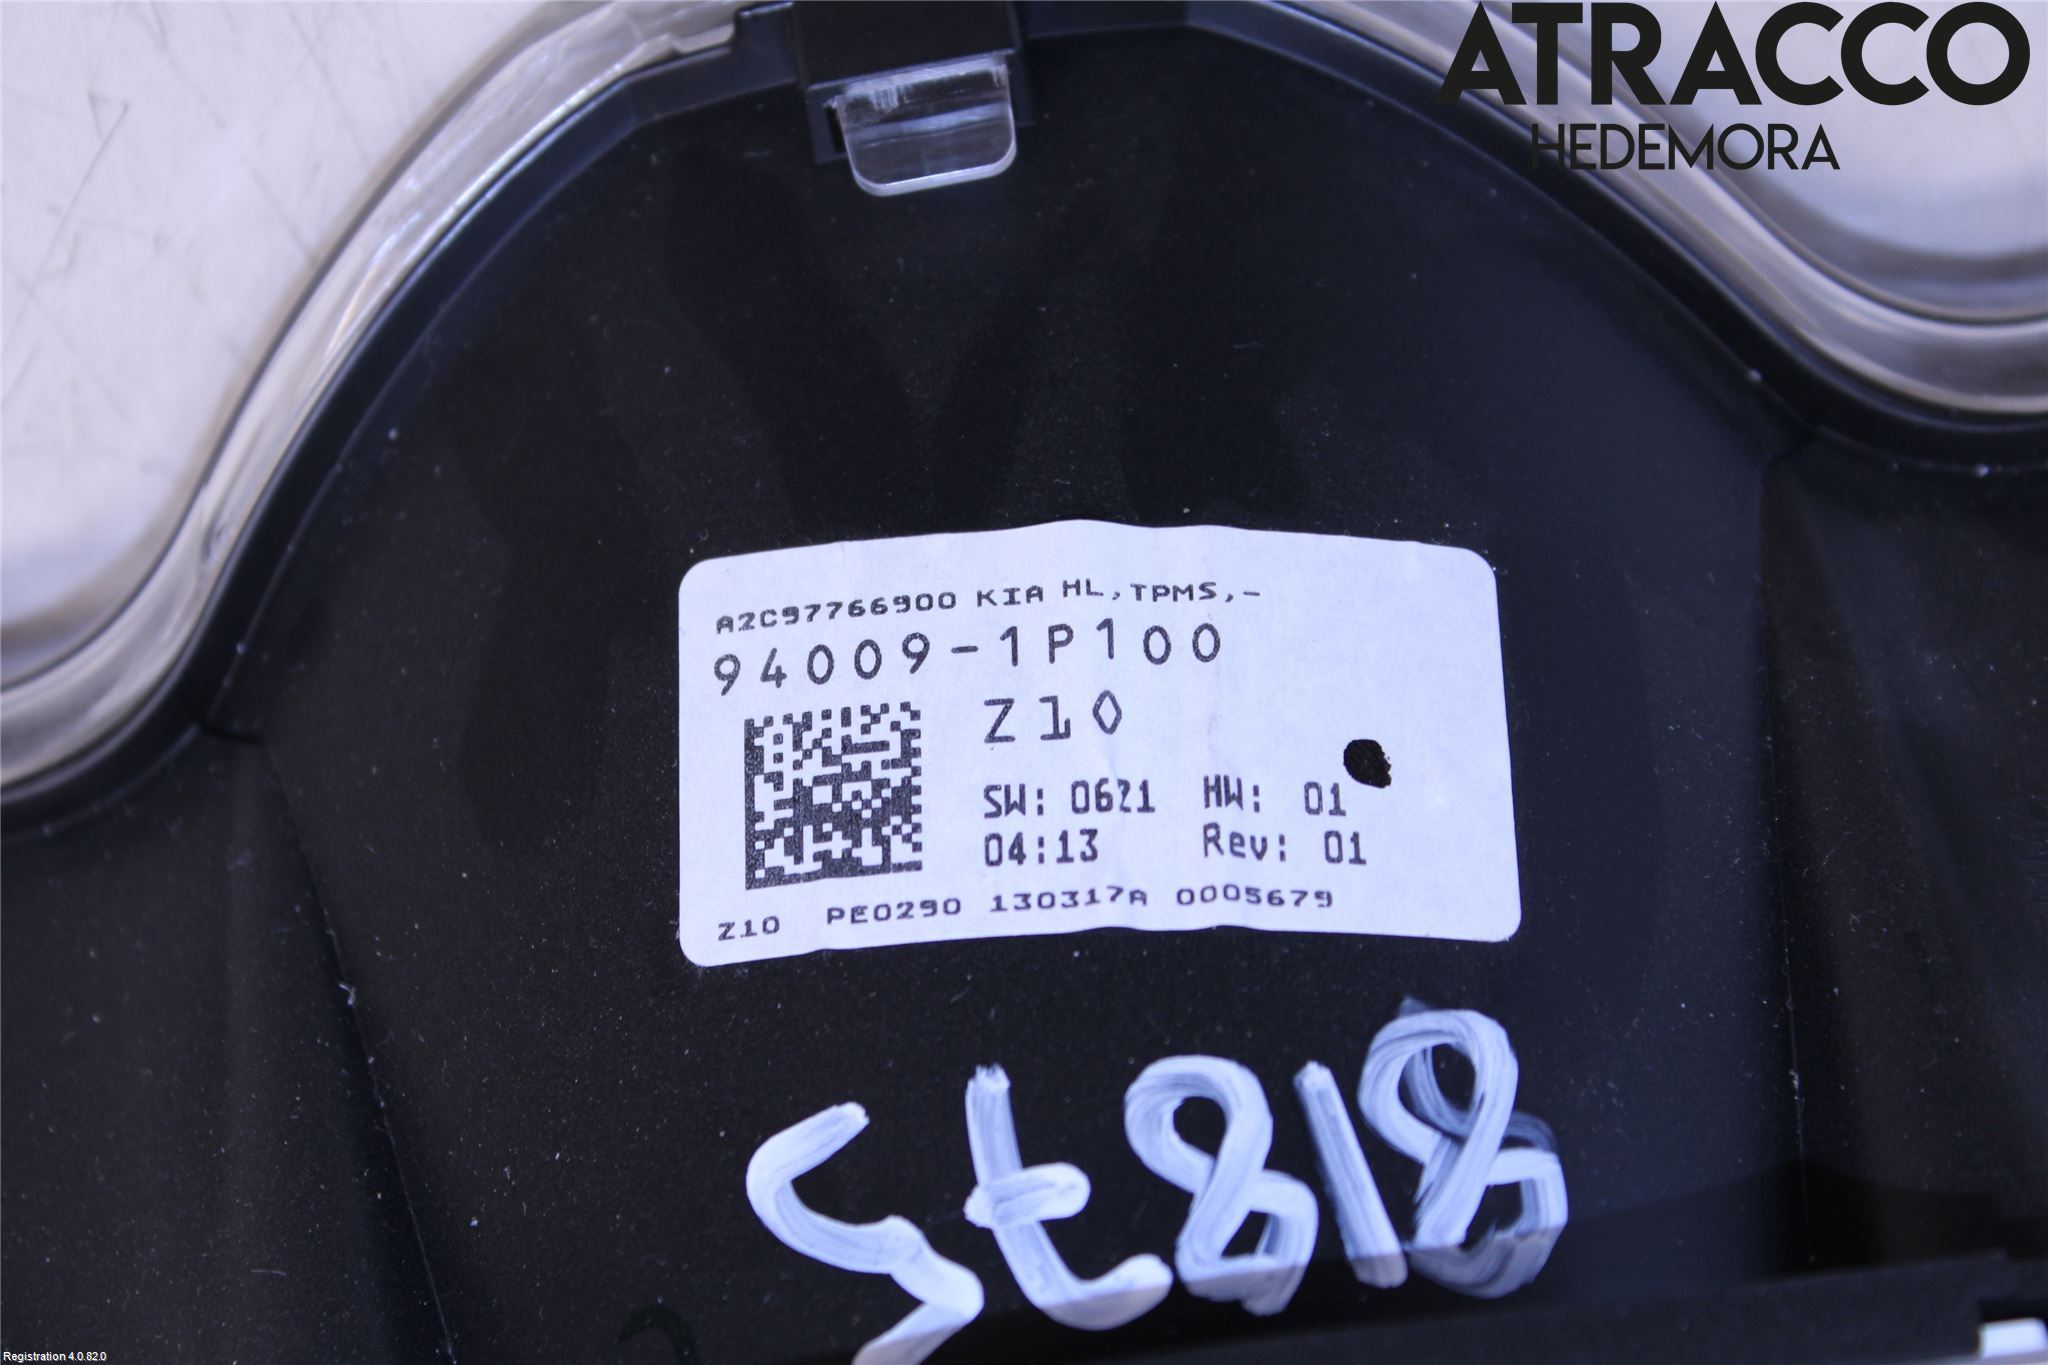 ATRACCO
HEDEMORA
A2C97766900 KIA HL,TPMS,-
94009-1P100
Z10
SW: 0621 HW: 01
04:13 Rev: 01
Z10 PE0290 130317A 0005679
St818
Registration 4.0.82.0